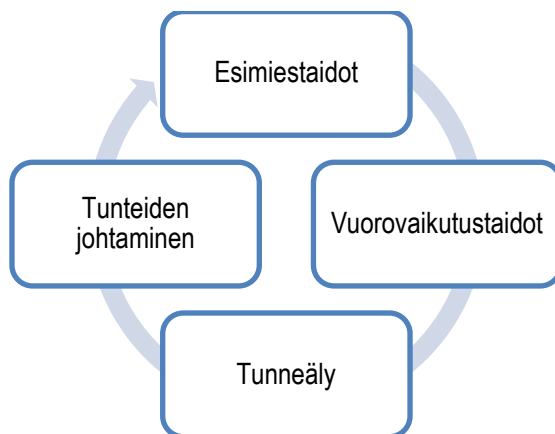 Esimiestaidot
Vuorovaikutustaidot
Tunneäly
Tunteiden
johtaminen